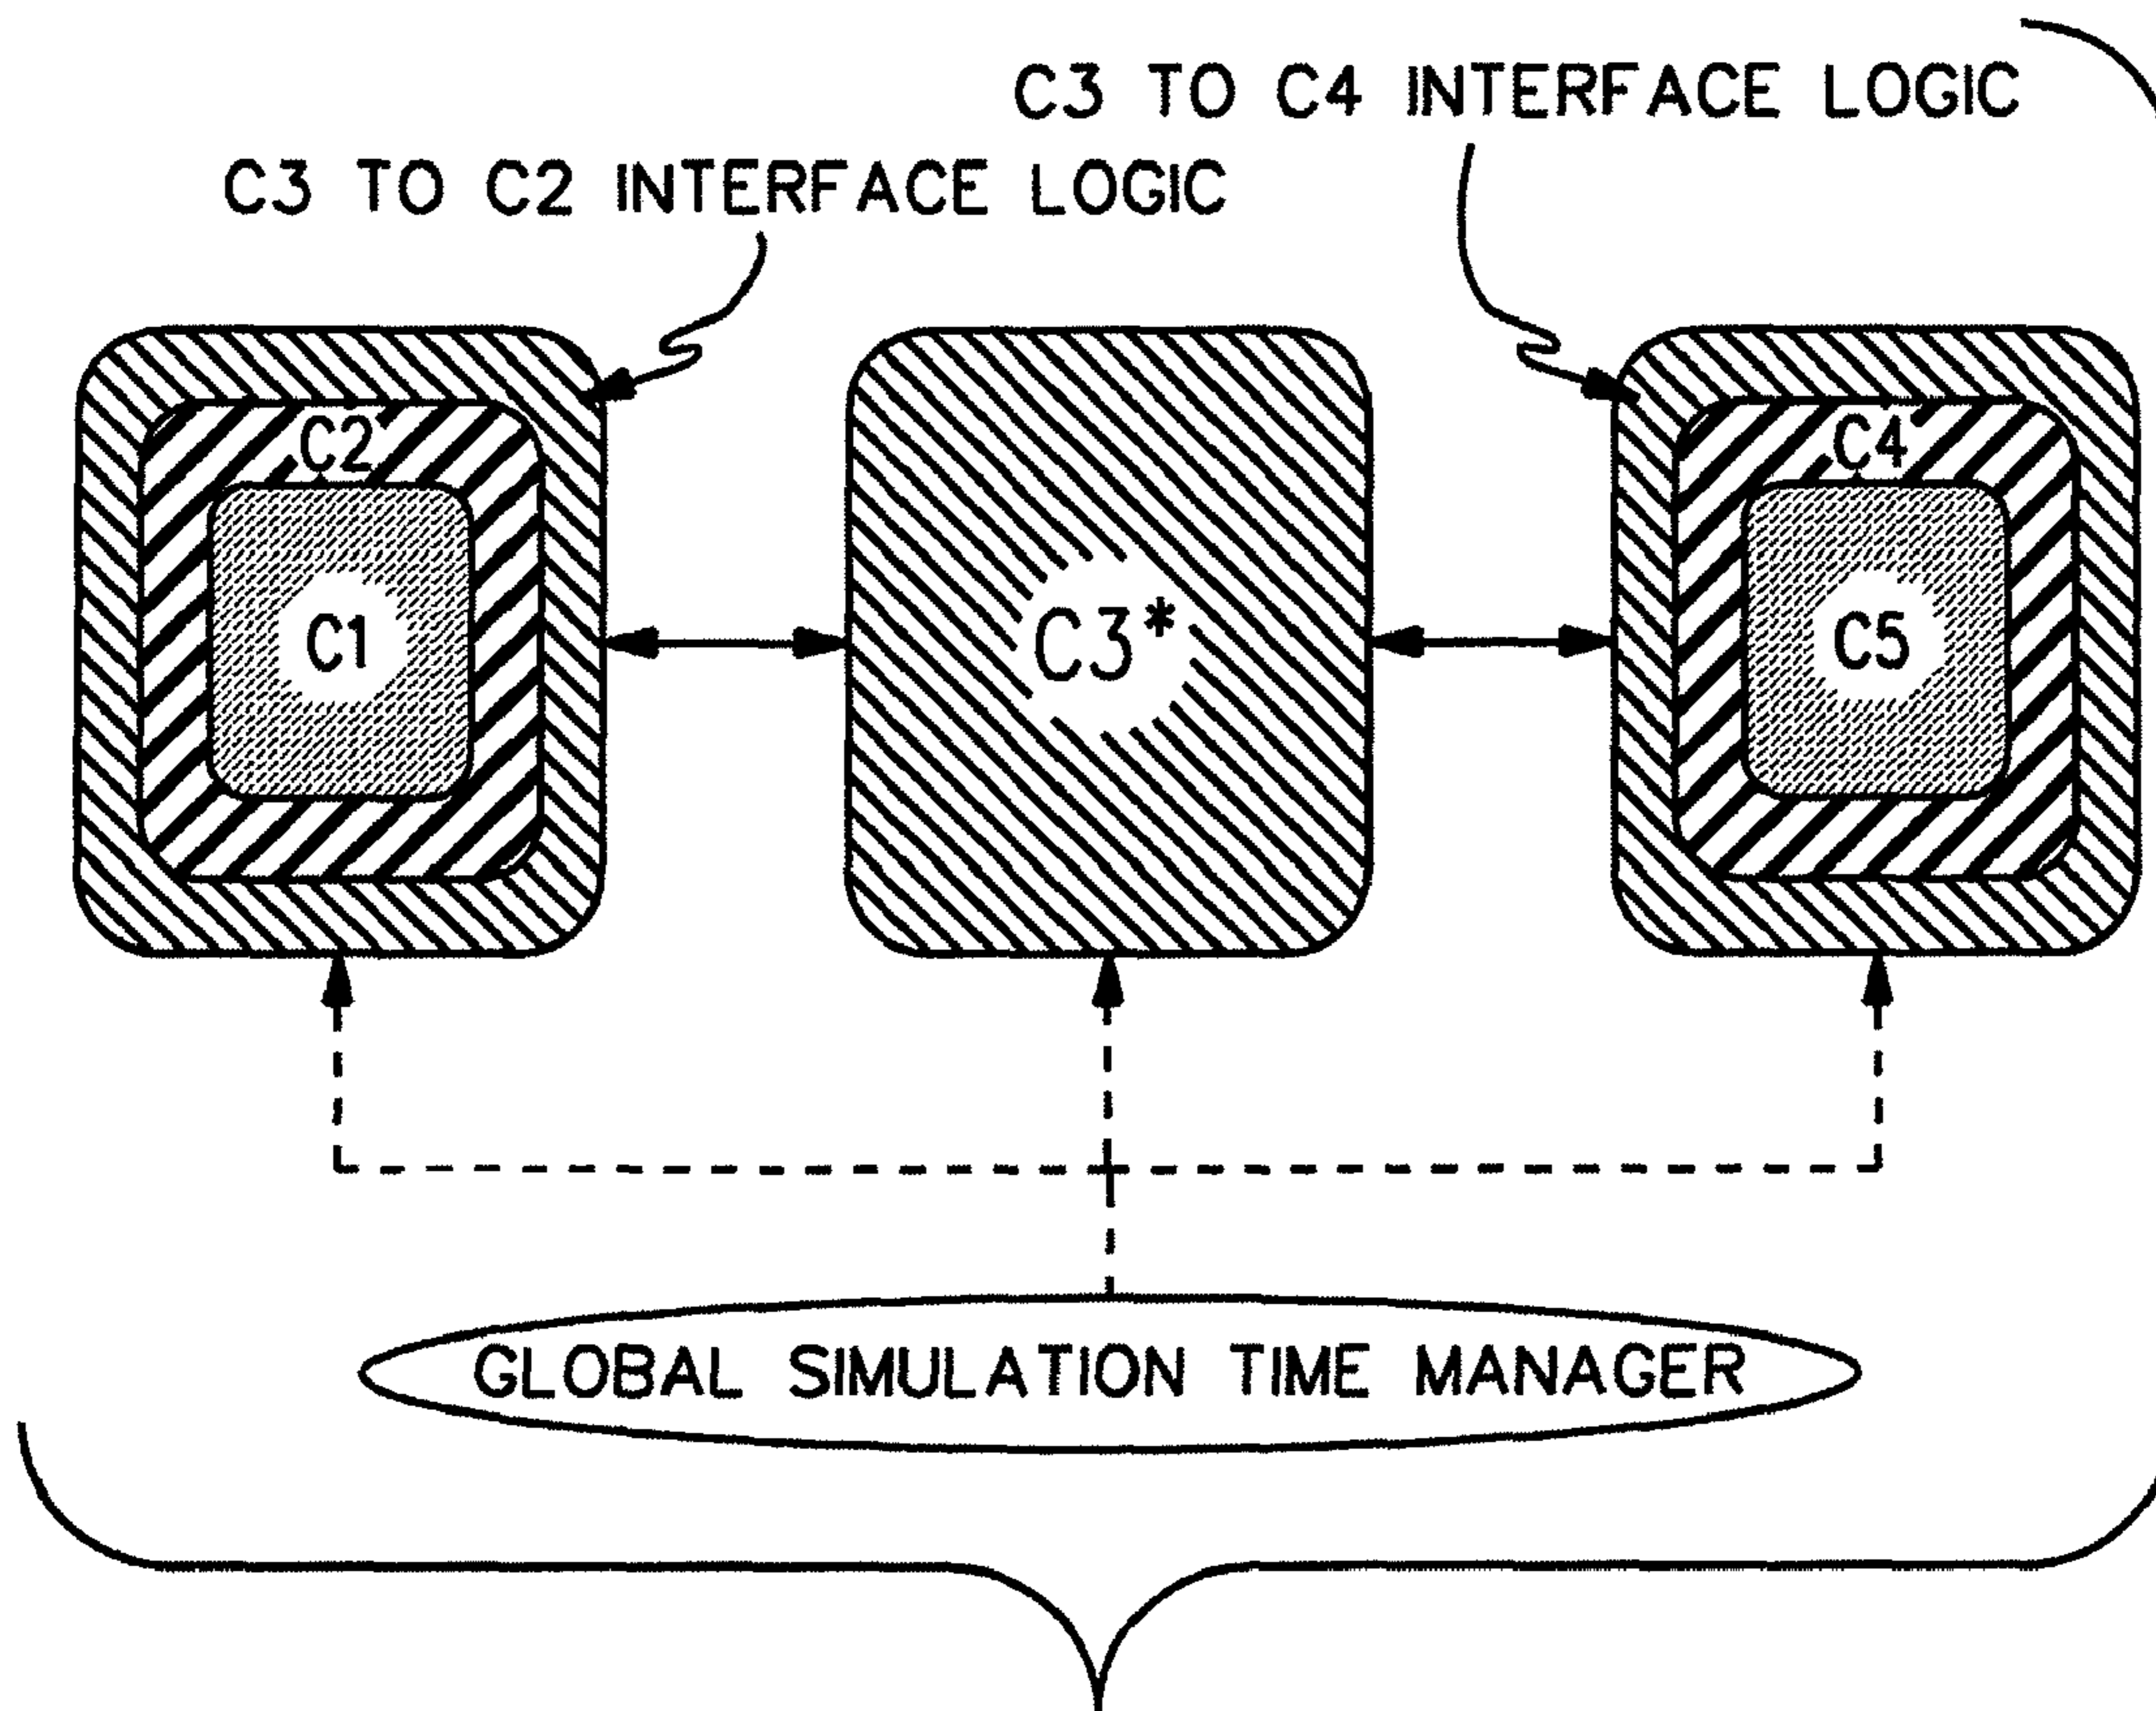 C3 TO C4 INTERFACE LOGIC
C3 TO C2 INTERFACE LOGIC
C2
C4
C1
C3*
C5
GLOBAL SIMULATION TIME MANAGER